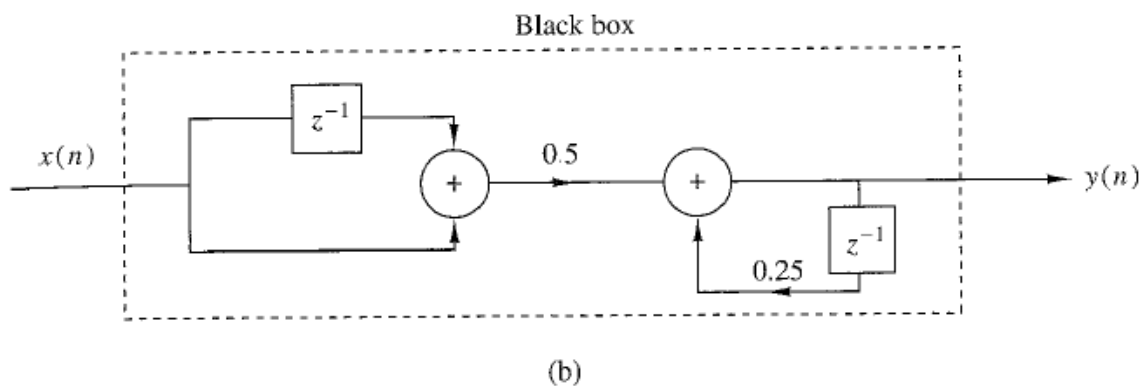 Black box
z⁻¹
x(n)
0.5
+
+
y(n)
z⁻¹
0.25
(b)